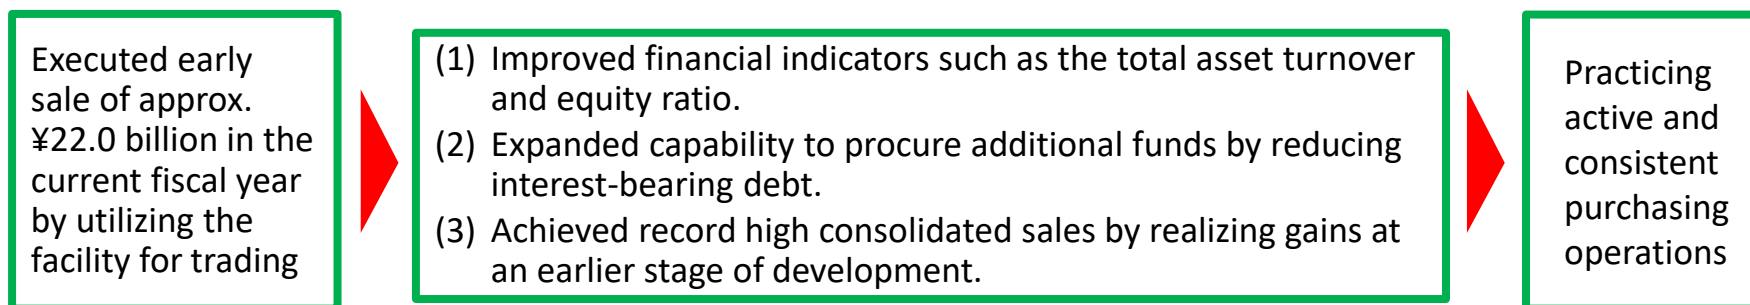 Executed early
sale of approx.
¥22.0 billion in the
current fiscal year
by utilizing the
facility for trading
(1) Improved financial indicators such as the total asset turnover
and equity ratio.
(2) Expanded capability to procure additional funds by reducing
interest-bearing debt.
(3) Achieved record high consolidated sales by realizing gains at
an earlier stage of development.
Practicing
active and
consistent
purchasing
operations